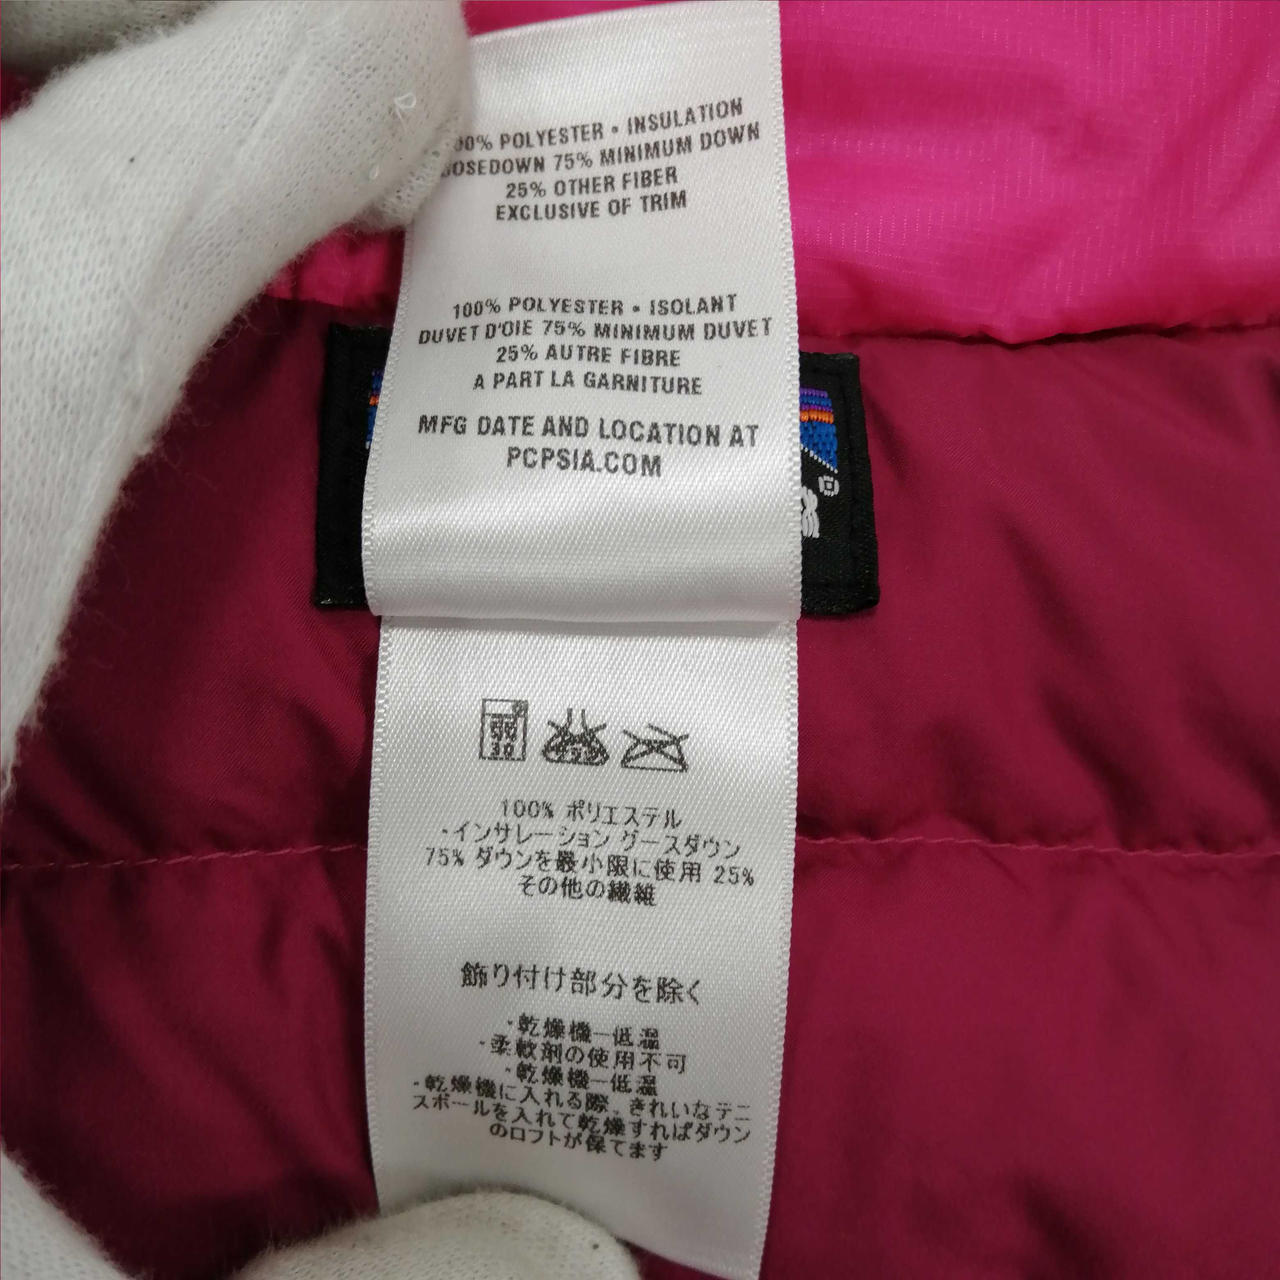 00% POLYESTER • INSULATION
OSEDOWN 75% MINIMUM DOWN
25% OTHER FIBER
EXCLUSIVE OF TRIM
100% POLYESTER • ISOLANT
DUVET D'OIE 75% MINIMUM DUVET
25% AUTRE FIBRE
A PART LA GARNITURE
MFG DATE AND LOCATION AT
PCPSIA.COM
30
100% ポリエステル
・インサレーション グースダウン
75% ダウンを最小限に使用 25%
その他の繊維
飾り付け部分を除く
・乾燥機―低温
・柔軟剤の使用不可
・乾燥機―低温
・乾燥機に入れる際、きれいなテニ
スボールを入れて乾燥すればダウン
のロフトが保てます